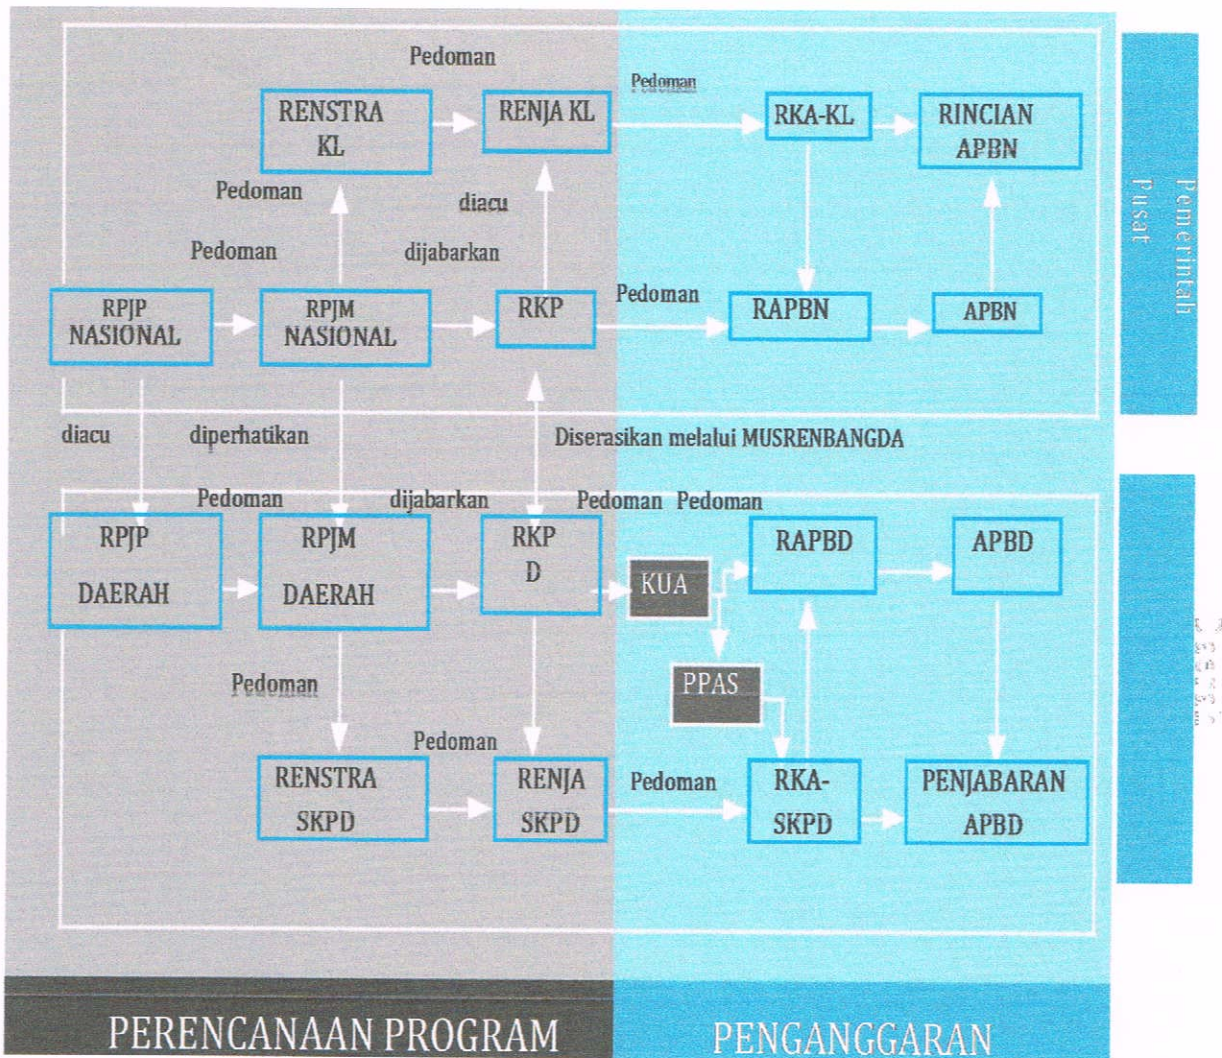 Pedoman
Pedoman
RENSTRA
KL
RENJA KL
RKA-KL
RINCIAN
APBN
Pedoman
diacu
Pedoman
dijabarkan
RPJP
NASIONAL
RPJM
NASIONAL
RKP
Pedoman
RAPBN
APBN
Pemerintah
Pusat
diacu
diperhatikan
Diserasikan melalui MUSRENBANGDA
Pedoman
dijabarkan
Pedoman Pedoman
RPJP
DAERAH
RPJM
DAERAH
RKP
D
KUA
RAPBD
APBD
PPAS
Pedoman
Pedoman
RENSTRA
SKPD
RENJA
SKPD
Pedoman
RKA-
SKPD
PENJABARAN
APBD
PERENCANAAN PROGRAM
PENGANGGARAN